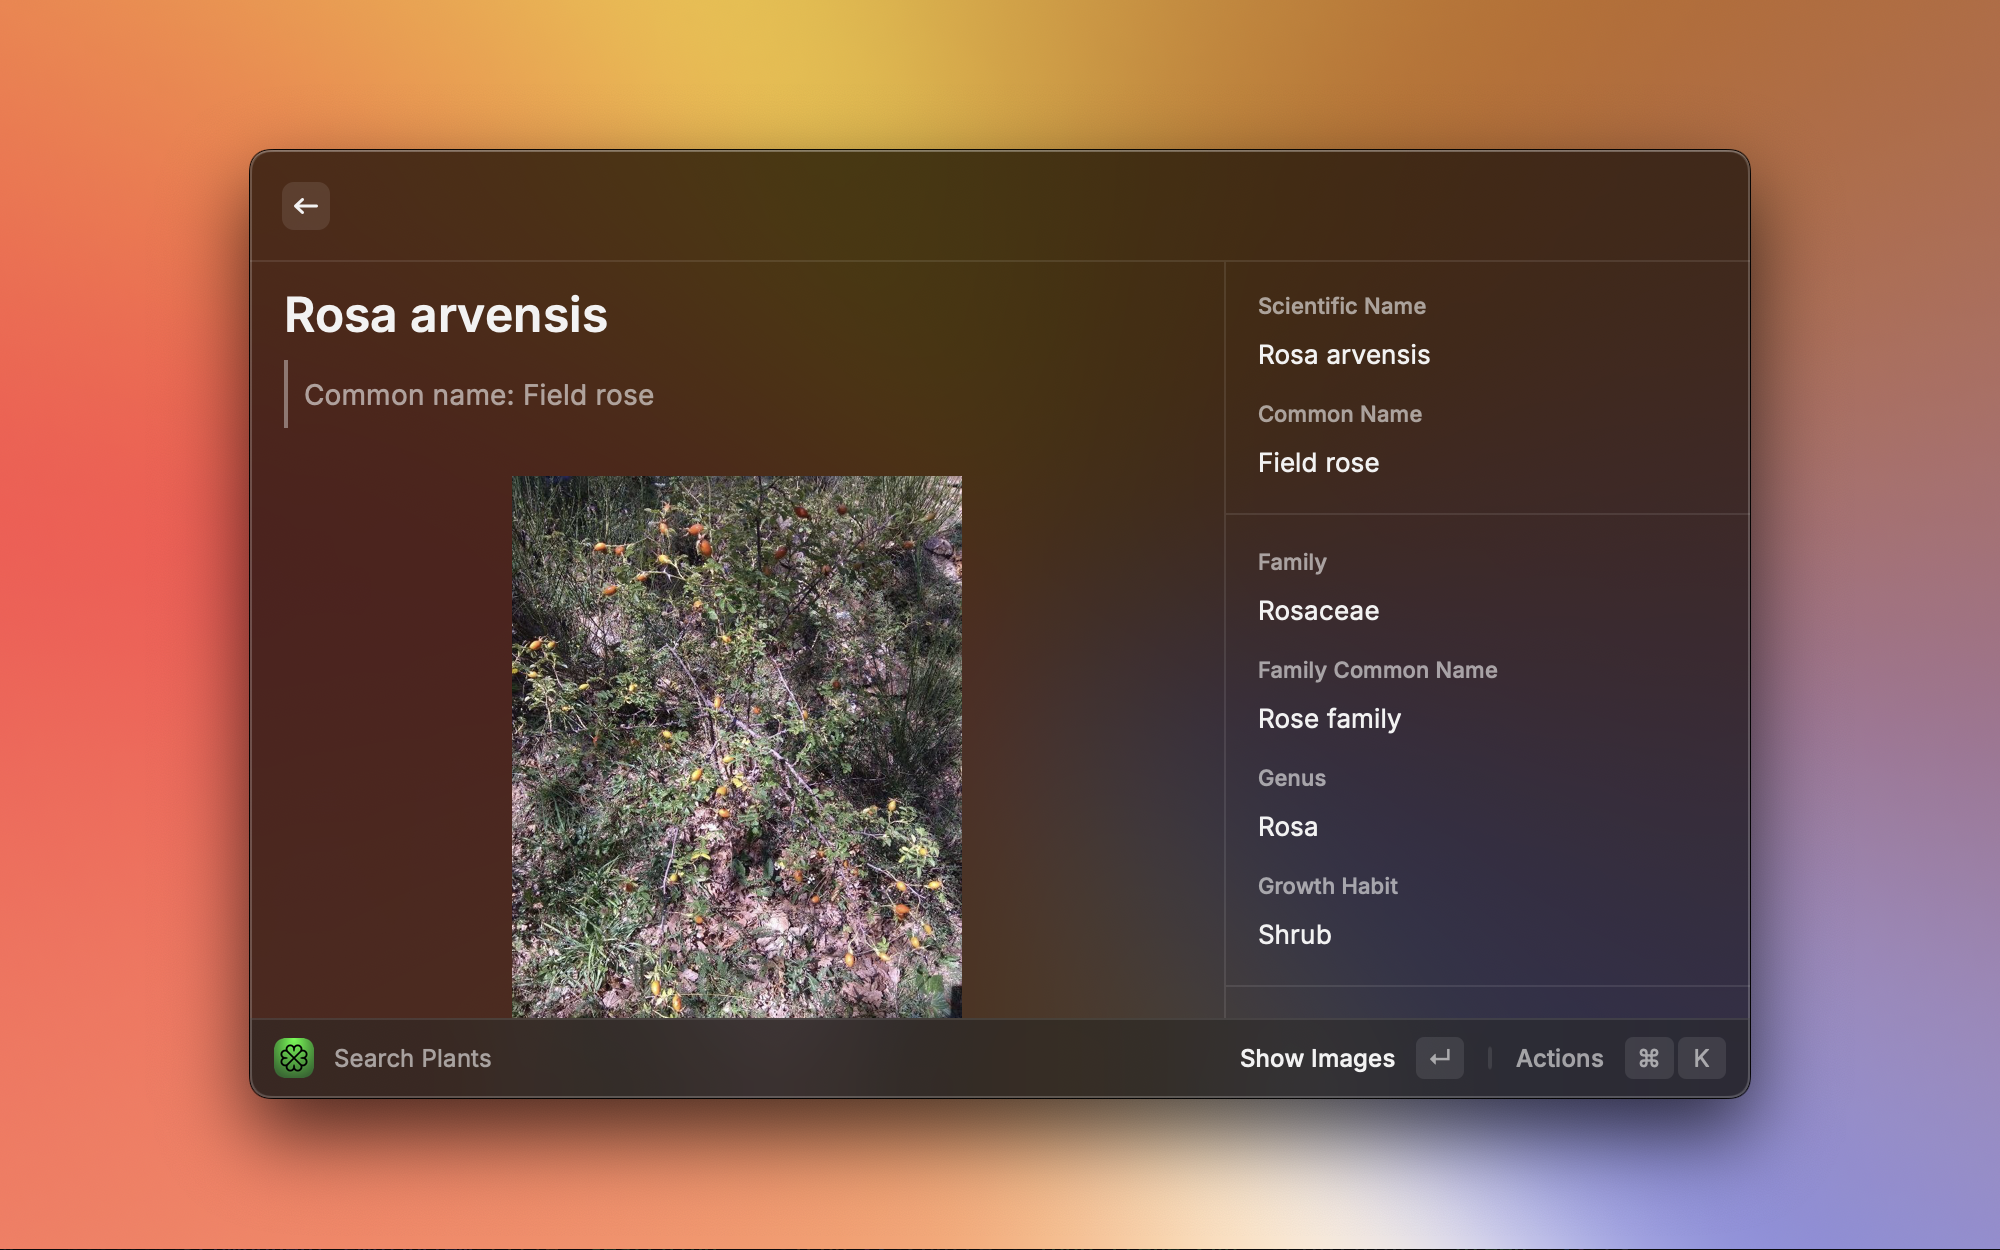 Rosa arvensis
Common name: Field rose
Scientific Name
Rosa arvensis
Common Name
Field rose
Family
Rosaceae
Family Common Name
Rose family
Genus
Rosa
Growth Habit
Shrub
Search Plants
Show Images ↵ | Actions ⌘ K